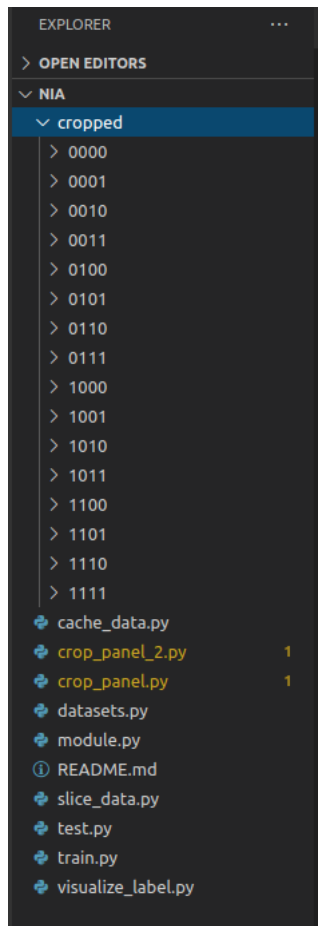 EXPLORER ...
OPEN EDITORS
NIA
cropped
0000
0001
0010
0011
0100
0101
0110
0111
1000
1001
1010
1011
1100
1101
1110
1111
cache_data.py
crop_panel_2.py 1
crop_panel.py 1
datasets.py
module.py
README.md
slice_data.py
test.py
train.py
visualize_label.py